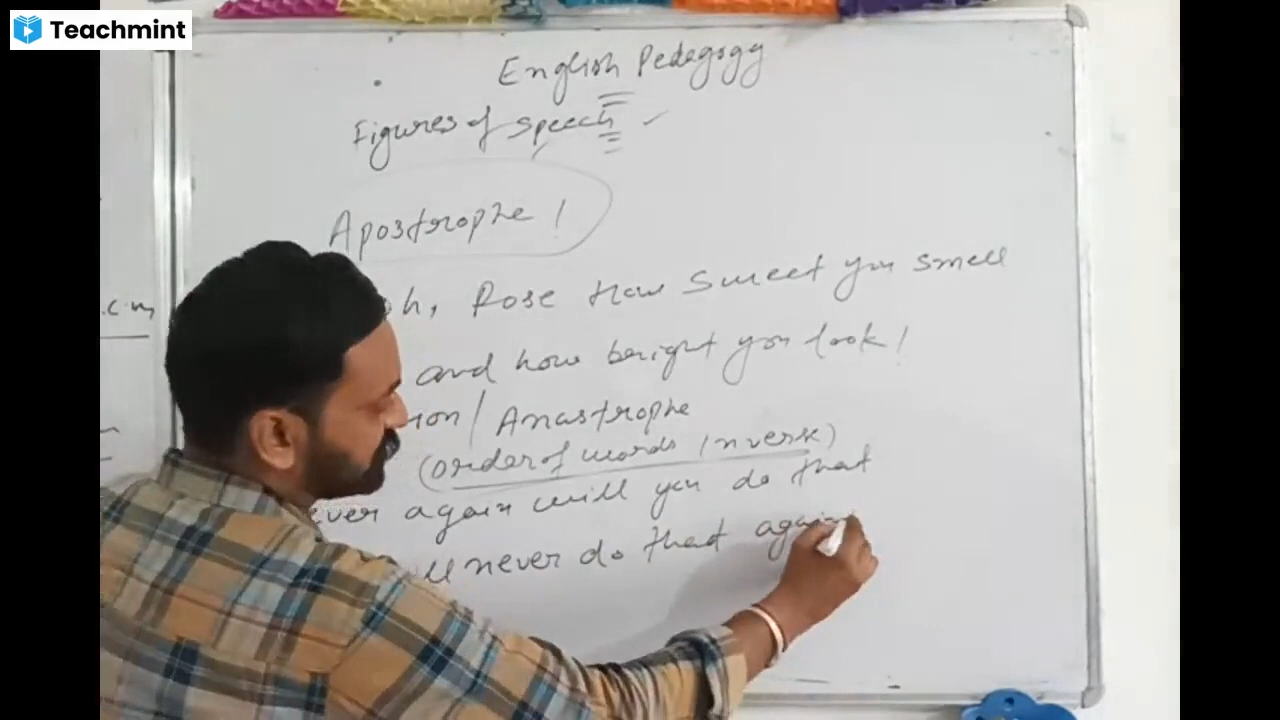 Teachmint
English Pedagogy
Figures of speech
Apostrophe!
oh, Rose how sweet you smell
and how bright you look!
ion / Anastrophe
(order of words inverse)
ever again will you do that
ll never do that again
.c.m,